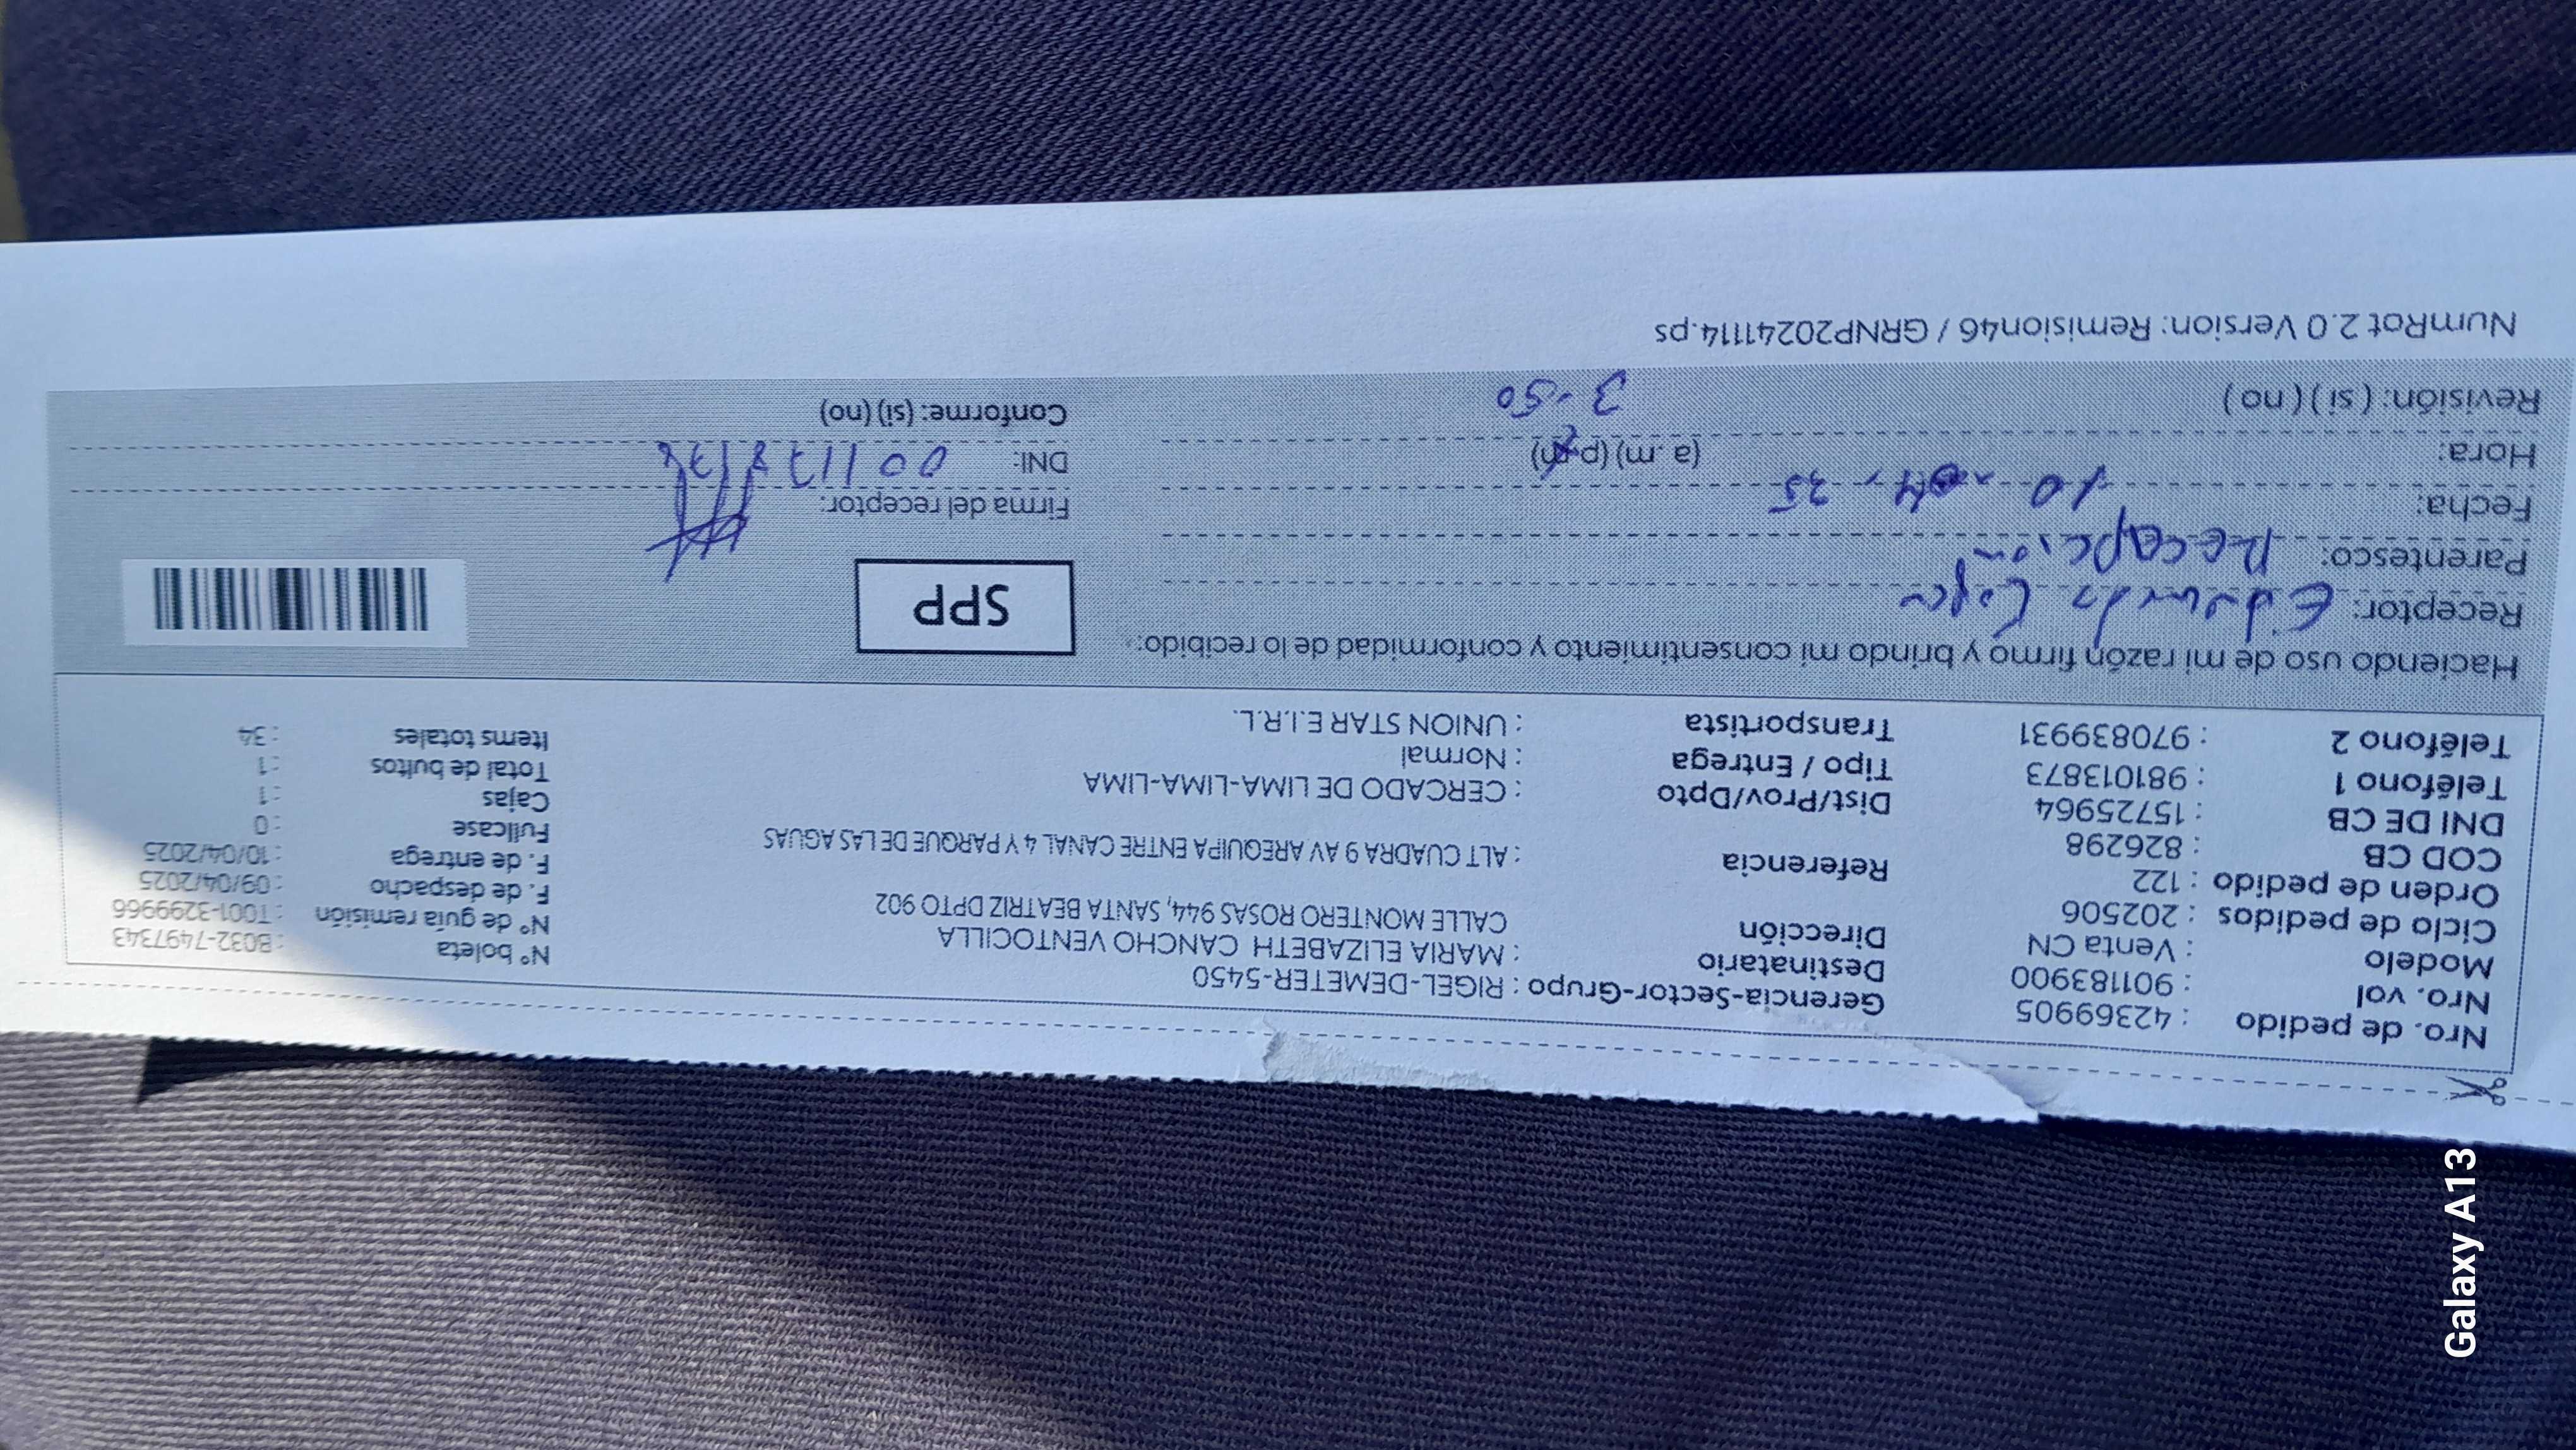 Nro. de pedido : 42369905 Gerencia-Sector-Grupo : RIGEL-DEMETER-5450 N° boleta : B032-7497343
Nro. vol : 901183900 Destinatario : MARIA ELIZABETH CANCHO VENTOCILLA N° de guía remisión : T001-3299966
Modelo : Venta CN Dirección CALLE MONTERO ROSAS 944, SANTA BEATRIZ DPTO 902 F. de despacho : 09/04/2025
Ciclo de pedidos : 202506 F. de entrega : 10/04/2025
Orden de pedido : 122 Referencia : ALT CUADRA 9 AV AREQUIPA ENTRE CANAL 4 Y PARQUE DE LAS AGUAS Fullcase : 0
COD CB : 826298 Cajas : 1
DNI DE CB : 15725964 Dist/Prov/Dpto : CERCADO DE LIMA-LIMA-LIMA Total de bultos : 1
Teléfono 1 : 981013873 Tipo / Entrega : Normal Items totales : 34
Teléfono 2 : 970839931 Transportista : UNION STAR E.I.R.L.
Haciendo uso de mi razón firmo y brindo mi consentimiento y conformidad de lo recibido:
SPP
Receptor:
Parentesco: Recepcion
Fecha: 10-04-25 Firma del receptor:
Hora: (a.m) (p.m) DNI:
3-50
Revisión: ( si ) ( no ) Conforme: (si) (no)
NumRot 2.0 Version: Remision46 / GRNP20241114.ps
Galaxy A13